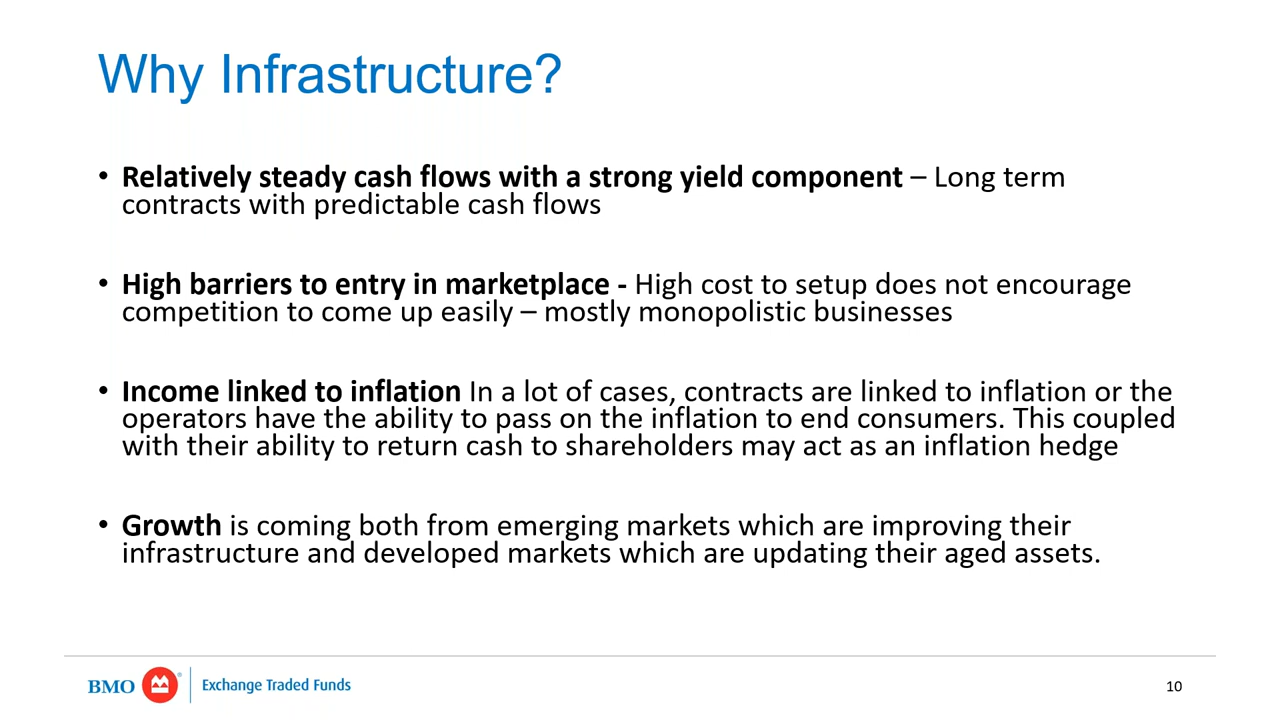 Why Infrastructure?
• Relatively steady cash flows with a strong yield component – Long term
contracts with predictable cash flows
• High barriers to entry in marketplace - High cost to setup does not encourage
competition to come up easily – mostly monopolistic businesses
• Income linked to inflation In a lot of cases, contracts are linked to inflation or the
operators have the ability to pass on the inflation to end consumers. This coupled
with their ability to return cash to shareholders may act as an inflation hedge
• Growth is coming both from emerging markets which are improving their
infrastructure and developed markets which are updating their aged assets.
BMO ® Exchange Traded Funds
10